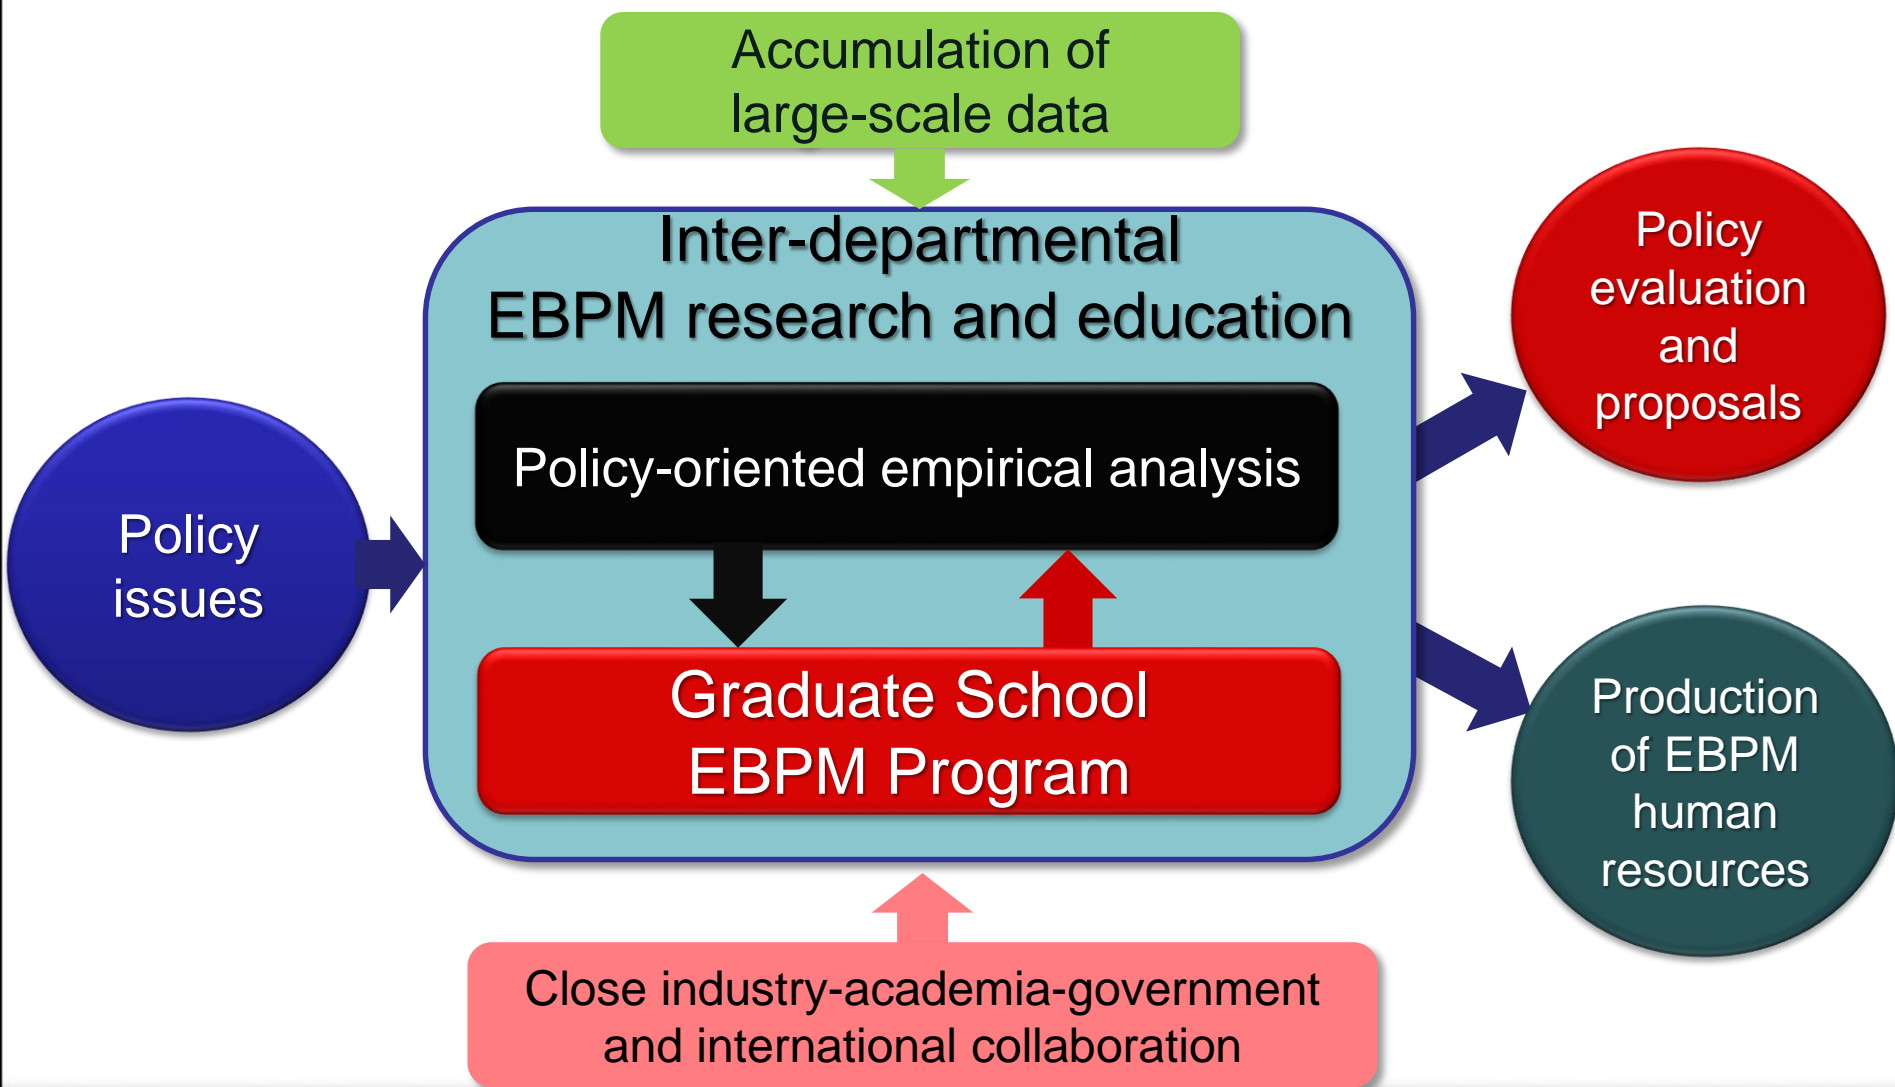 Accumulation of
large-scale data
Inter-departmental
EBPM research and education
Policy-oriented empirical analysis
Graduate School
EBPM Program
Policy
issues
Policy
evaluation
and
proposals
Production
of EBPM
human
resources
Close industry-academia-government
and international collaboration